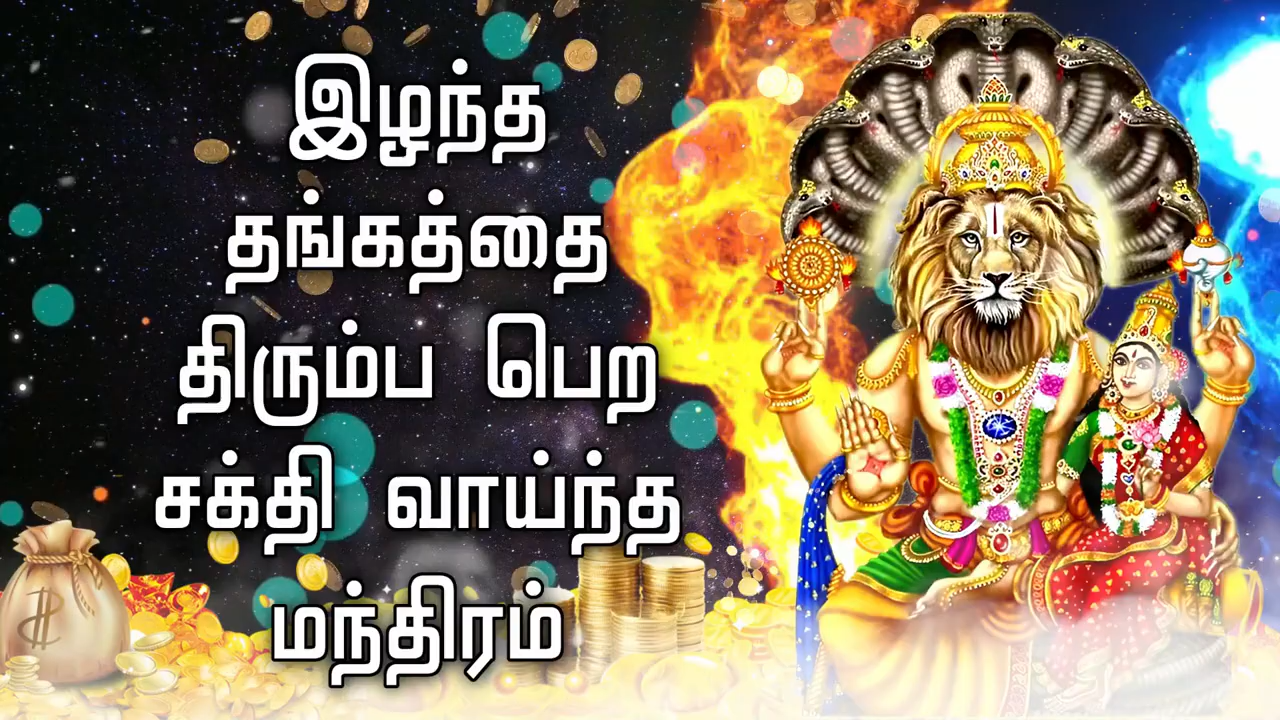 இழந்த
தங்கத்தை
திரும்ப பெற
சக்தி வாய்ந்த
மந்திரம்